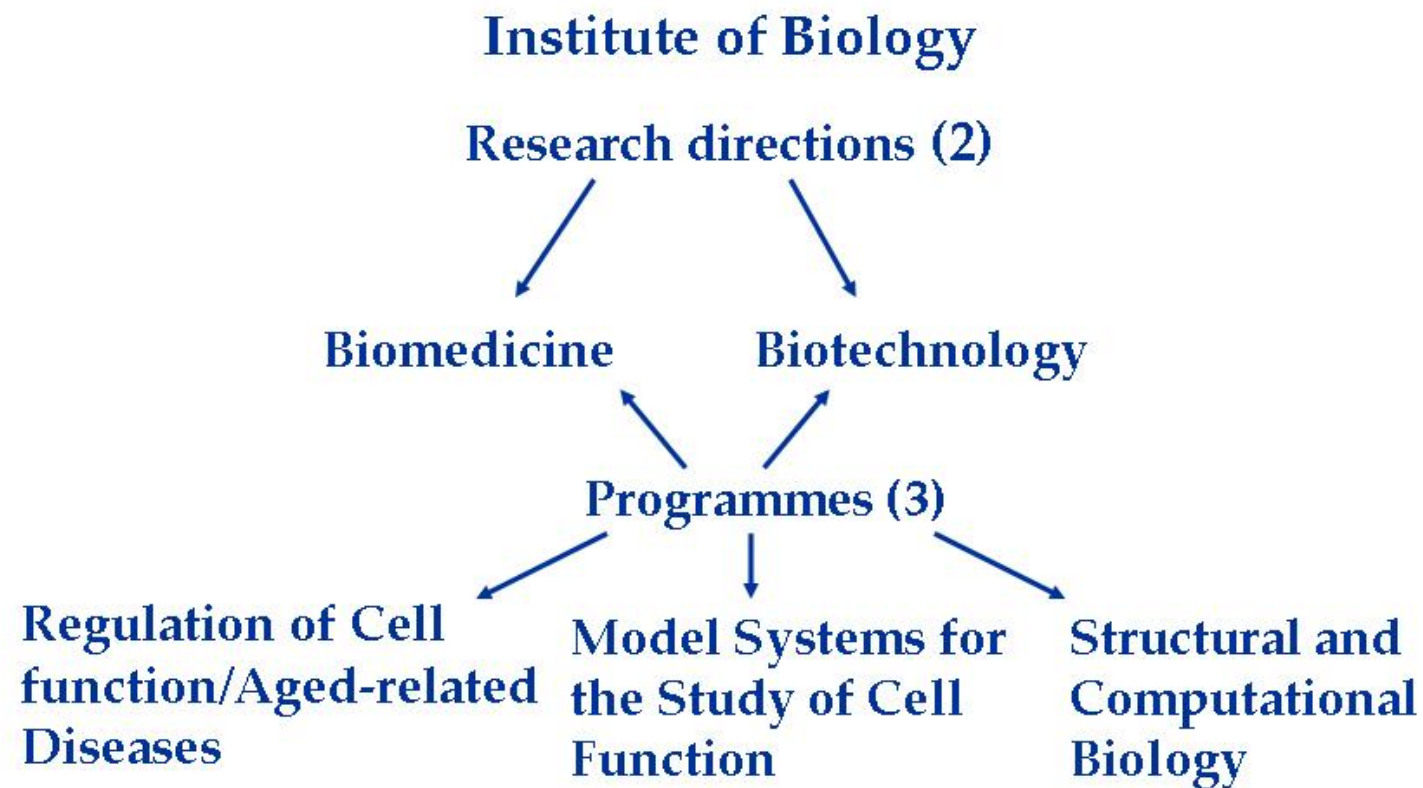 Institute of Biology
Research directions (2)
Biomedicine
Biotechnology
Programmes (3)
Regulation of Cell
function/Aged-related
Diseases
Model Systems for
the Study of Cell
Function
Structural and
Computational
Biology